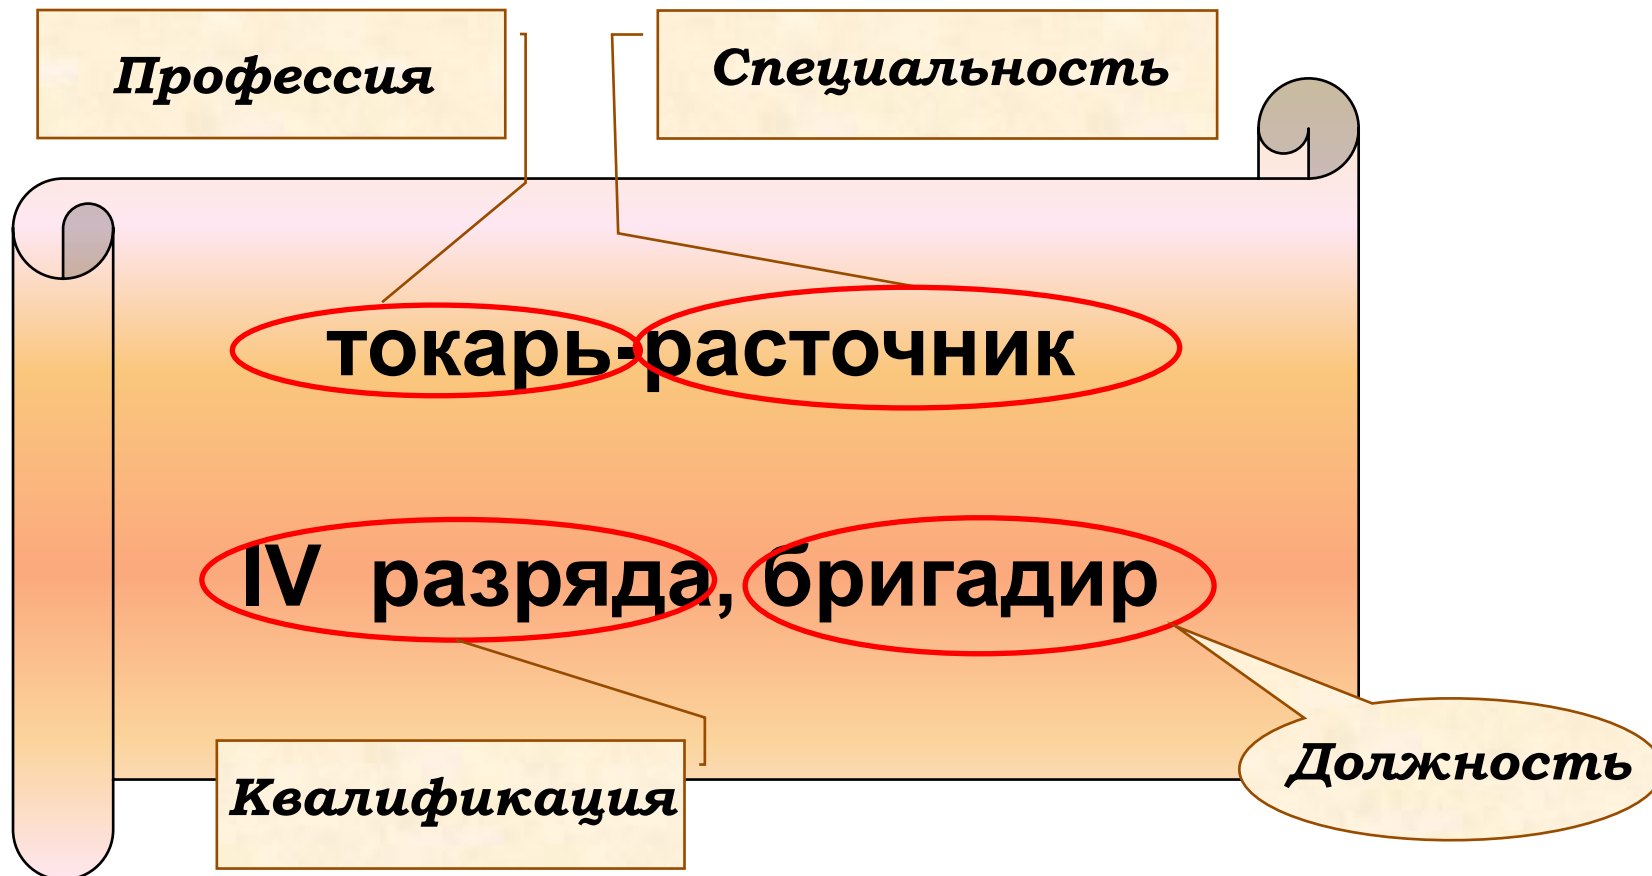 Профессия
Специальность
токарь-расточник
IV разряда, бригадир
Квалификация
Должность